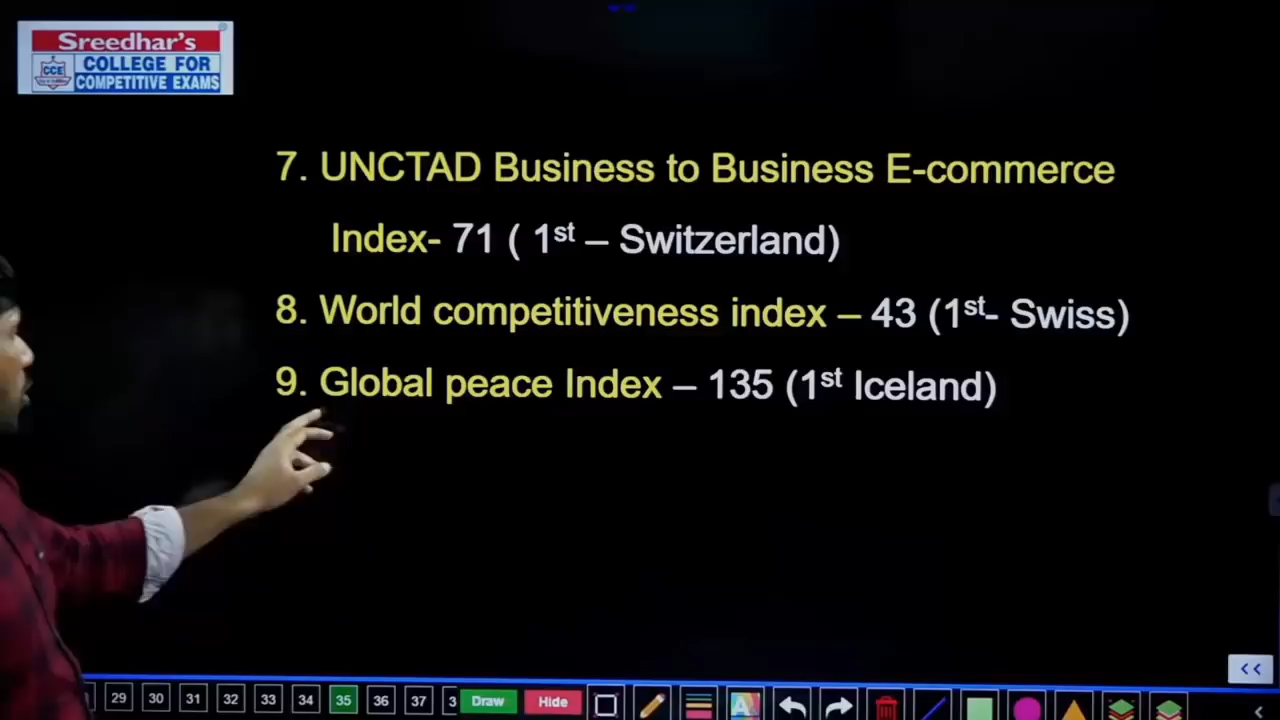 Sreedhar's
CCE
COLLEGE FOR
COMPETITIVE EXAMS
7. UNCTAD Business to Business E-commerce
Index- 71 ( 1st – Switzerland)
8. World competitiveness index – 43 (1st- Swiss)
9. Global peace Index – 135 (1st Iceland)
<<
29 30 31 32 33 34 35 36 37 3 Draw Hide